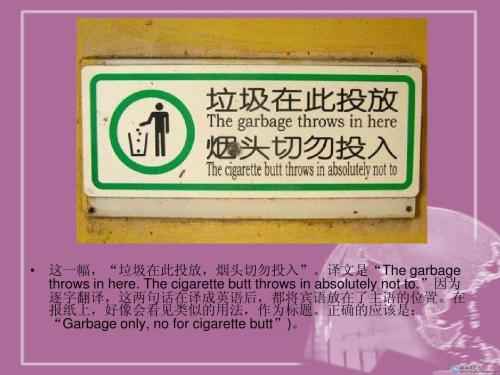 垃圾在此投放
The garbage throws in here
烟头切勿投入
The cigarette butt throws in absolutely not to
• 这一幅，“垃圾在此投放，烟头切勿投入”。译文是“The garbage
throws in here. The cigarette butt throws in absolutely not to.”因为
逐字翻译，这两句话在译成英语后，都将宾语放在了主语的位置。在
报纸上，好像会看见类似的用法，作为标题。正确的应该是：
“Garbage only, no for cigarette butt”)。